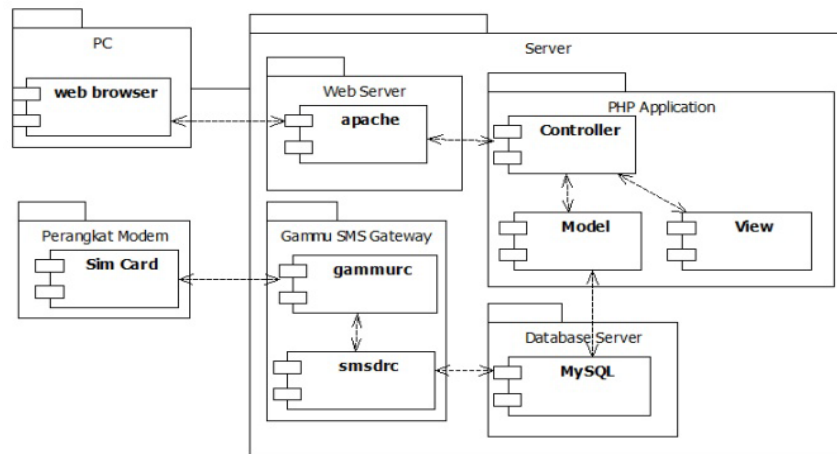 PC
web browser
Server
Web Server
apache
PHP Application
Controller
Model
View
Perangkat Modem
Sim Card
Gammu SMS Gateway
gammurc
smsdrc
Database Server
MySQL